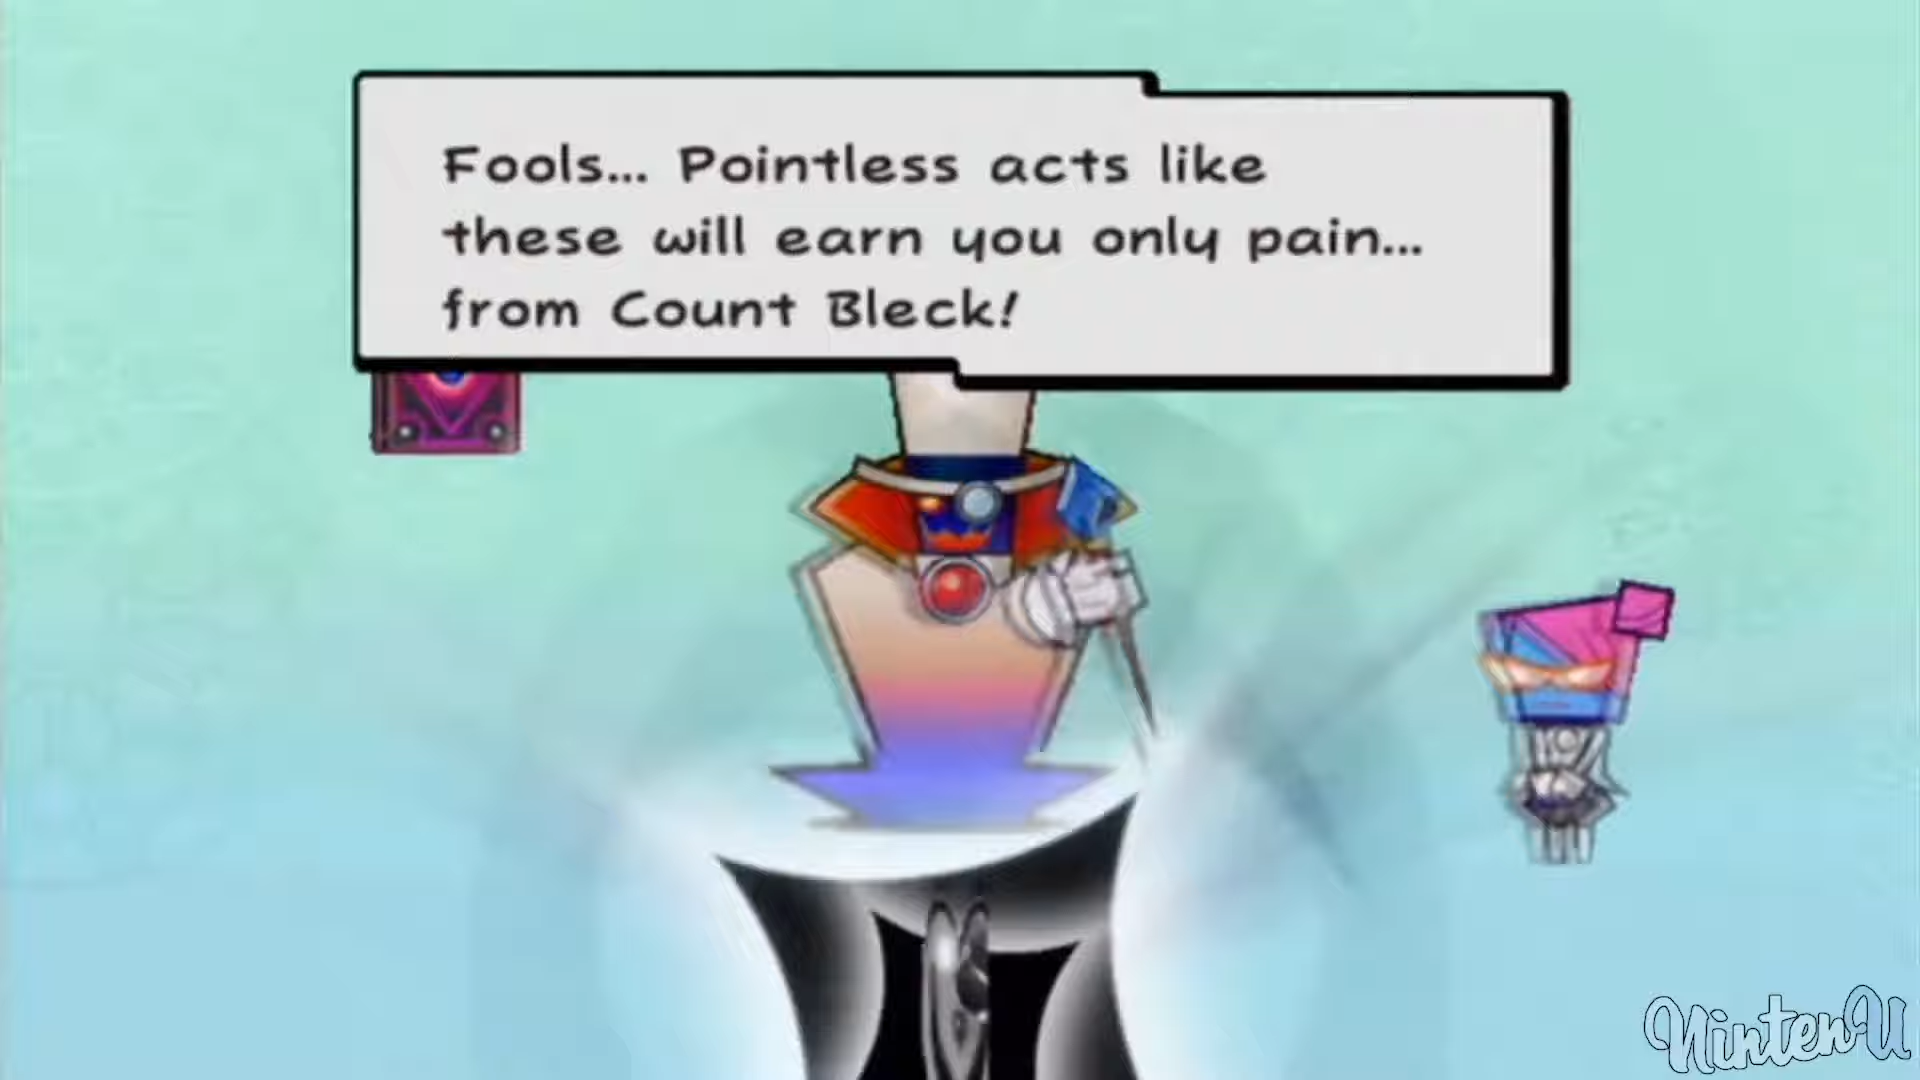 Fools... Pointless acts like
these will earn you only pain...
from Count Bleck!
NintenU